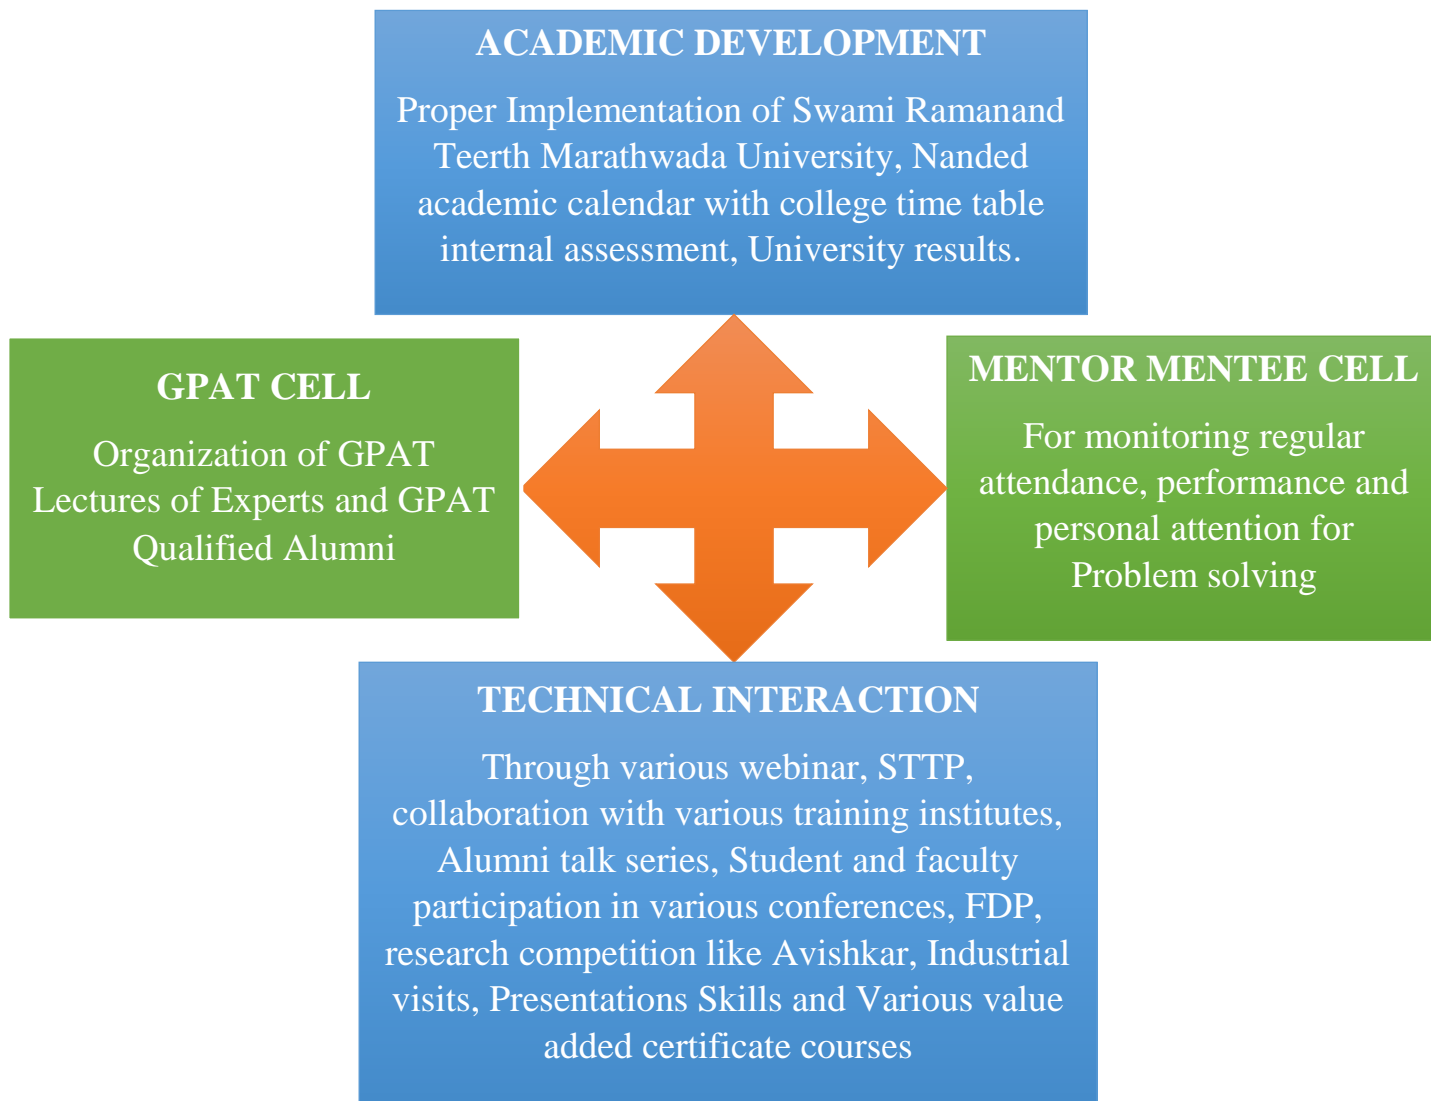 ACADEMIC DEVELOPMENT
Proper Implementation of Swami Ramanand
Teerth Marathwada University, Nanded
academic calendar with college time table
internal assessment, University results.
GPAT CELL
Organization of GPAT
Lectures of Experts and GPAT
Qualified Alumni
MENTOR MENTEE CELL
For monitoring regular
attendance, performance and
personal attention for
Problem solving
TECHNICAL INTERACTION
Through various webinar, STTP,
collaboration with various training institutes,
Alumni talk series, Student and faculty
participation in various conferences, FDP,
research competition like Avishkar, Industrial
visits, Presentations Skills and Various value
added certificate courses